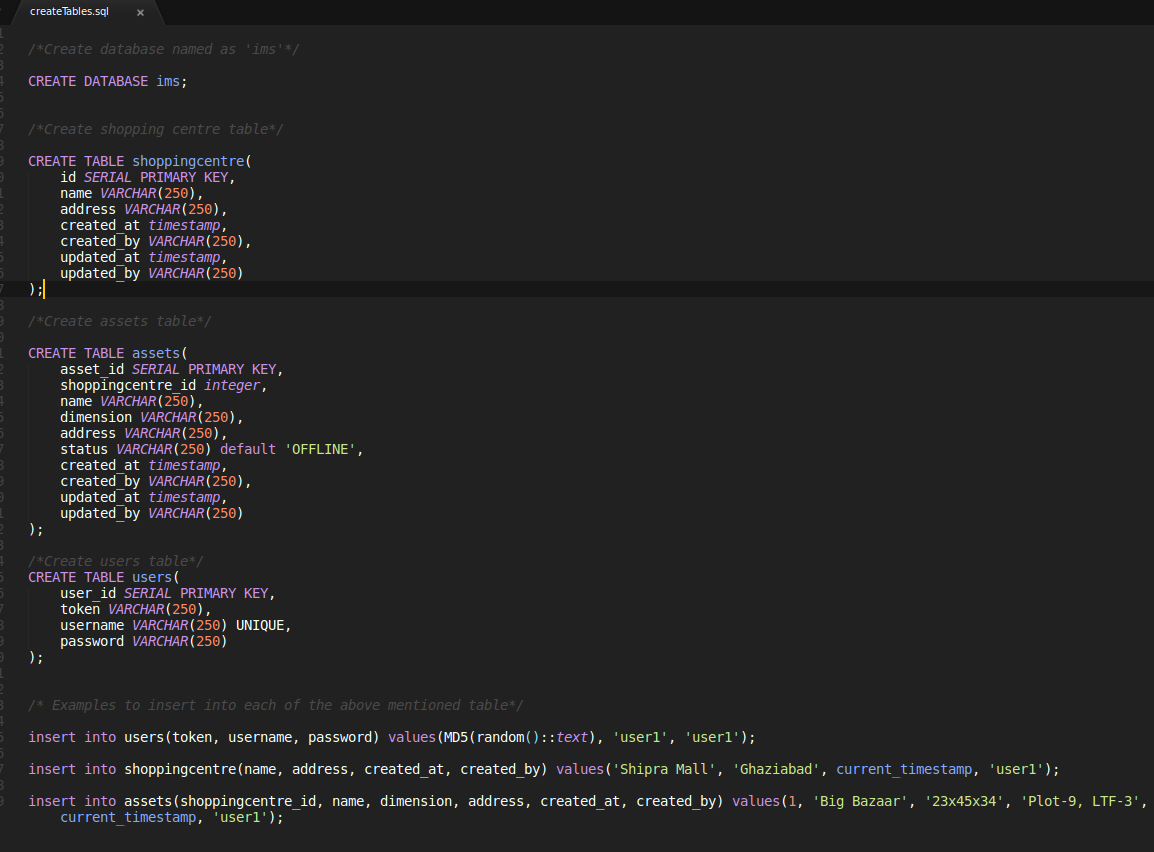 createTables.sql ×
/*Create database named as 'ims'*/
CREATE DATABASE ims;
/*Create shopping centre table*/
CREATE TABLE shoppingcentre(
id SERIAL PRIMARY KEY,
name VARCHAR(250),
address VARCHAR(250),
created_at timestamp,
created_by VARCHAR(250),
updated_at timestamp,
updated_by VARCHAR(250)
);
/*Create assets table*/
CREATE TABLE assets(
asset_id SERIAL PRIMARY KEY,
shoppingcentre_id integer,
name VARCHAR(250),
dimension VARCHAR(250),
address VARCHAR(250),
status VARCHAR(250) default 'OFFLINE',
created_at timestamp,
created_by VARCHAR(250),
updated_at timestamp,
updated_by VARCHAR(250)
);
/*Create users table*/
CREATE TABLE users(
user_id SERIAL PRIMARY KEY,
token VARCHAR(250),
username VARCHAR(250) UNIQUE,
password VARCHAR(250)
);
/* Examples to insert into each of the above mentioned table*/
insert into users(token, username, password) values(MD5(random()::text), 'user1', 'user1');
insert into shoppingcentre(name, address, created_at, created_by) values('Shipra Mall', 'Ghaziabad', current_timestamp, 'user1');
insert into assets(shoppingcentre_id, name, dimension, address, created_at, created_by) values(1, 'Big Bazaar', '23x45x34', 'Plot-9, LTF-3',
current_timestamp, 'user1');